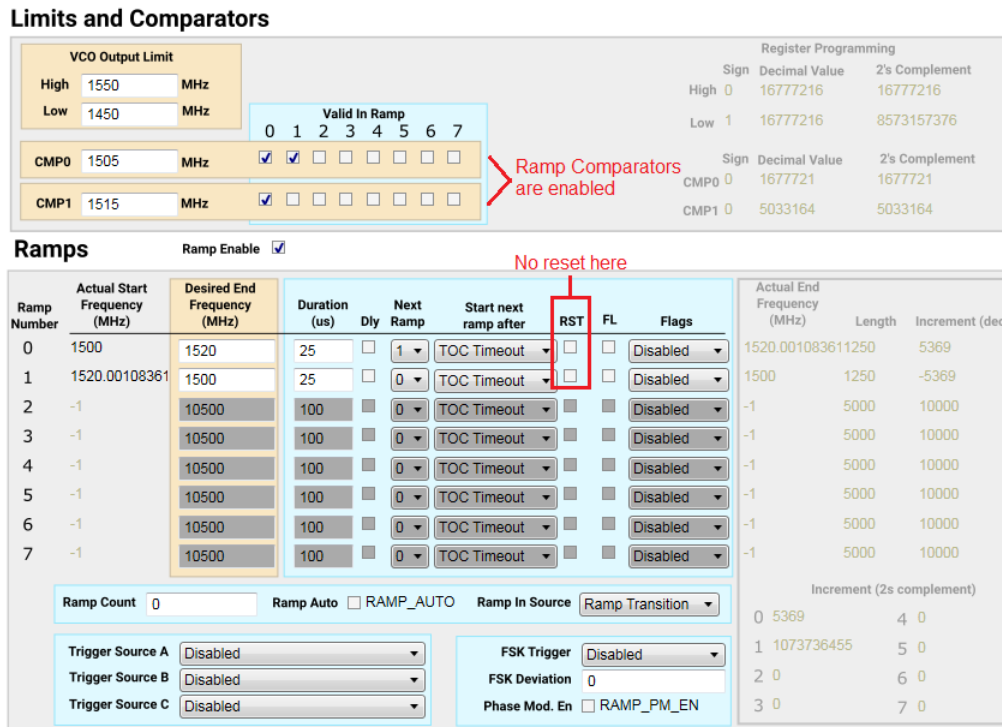 Limits and Comparators
VCO Output Limit
High 1550 MHz
Low 1450 MHz
Valid In Ramp
0 1 2 3 4 5 6 7
CMP0 1505 MHz
CMP1 1515 MHz
Ramp Comparators
are enabled
Register Programming
Sign Decimal Value 2's Complement
High 0 16777216 16777216
Low 1 16777216 8573157376
Sign Decimal Value 2's Complement
CMP0 0 1677721 1677721
CMP1 0 5033164 5033164
Ramps Ramp Enable
No reset here
Ramp Number
Actual Start Frequency (MHz)
Desired End Frequency (MHz)
Duration (us)
Dly
Next Ramp
Start next ramp after
RST
FL
Flags
Actual End Frequency (MHz)
Length
Increment (dec
0 1500 1520 25 1 TOC Timeout Disabled 1520.001083611250 5369
1 1520.00108361 1500 25 0 TOC Timeout Disabled 1500 1250 -5369
2 -1 10500 100 0 TOC Timeout Disabled -1 5000 10000
3 -1 10500 100 0 TOC Timeout Disabled -1 5000 10000
4 -1 10500 100 0 TOC Timeout Disabled -1 5000 10000
5 -1 10500 100 0 TOC Timeout Disabled -1 5000 10000
6 -1 10500 100 0 TOC Timeout Disabled -1 5000 10000
7 -1 10500 100 0 TOC Timeout Disabled -1 5000 10000
Ramp Count 0 Ramp Auto RAMP_AUTO Ramp In Source Ramp Transition
Trigger Source A Disabled
Trigger Source B Disabled
Trigger Source C Disabled
FSK Trigger Disabled
FSK Deviation 0
Phase Mod. En RAMP_PM_EN
Increment (2s complement)
0 5369 4 0
1 1073736455 5 0
2 0 6 0
3 0 7 0